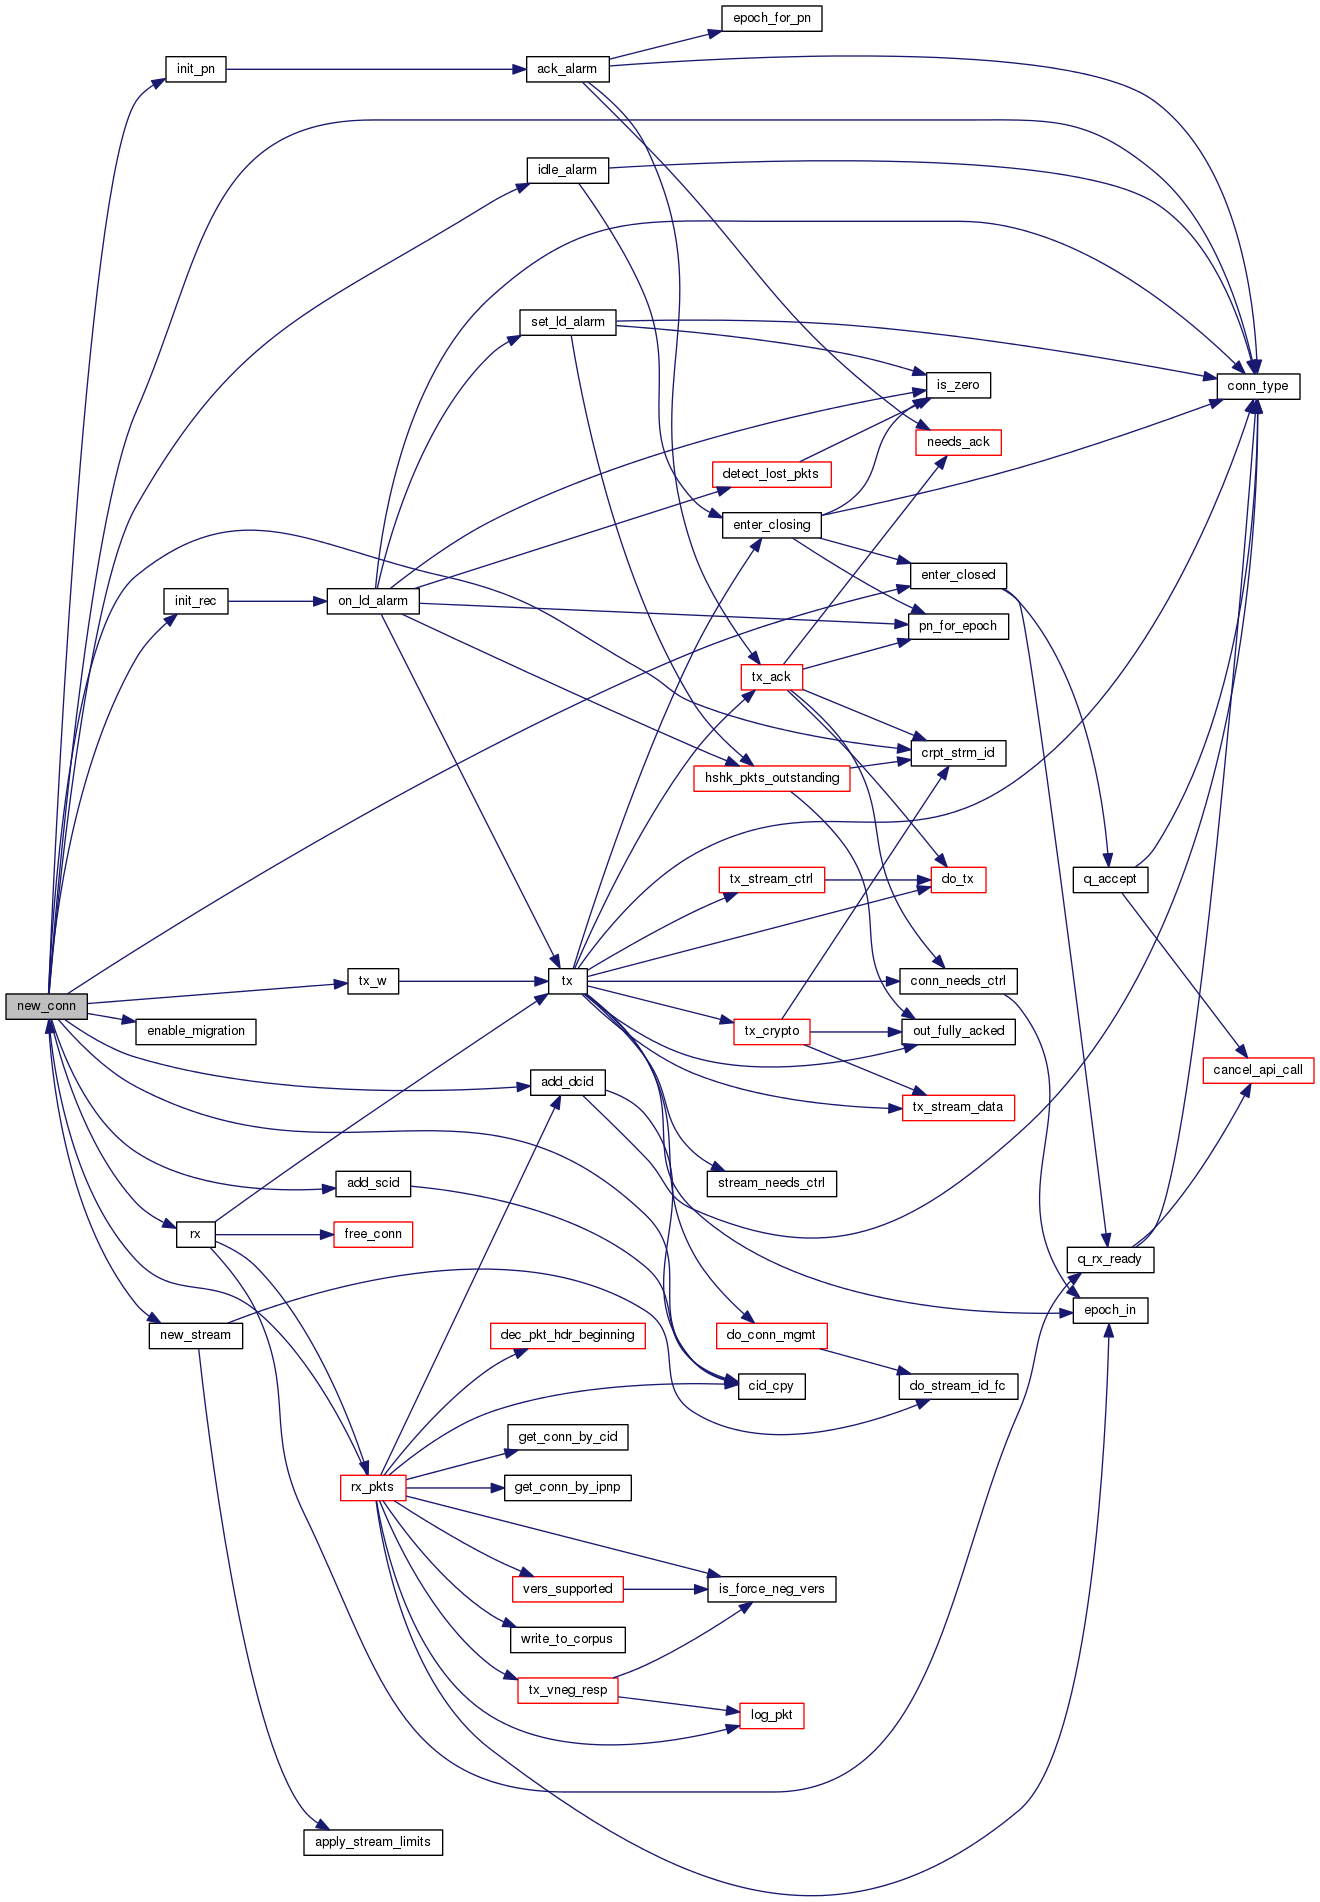 epoch_for_pn
init_pn
ack_alarm
idle_alarm
set_ld_alarm
is_zero
conn_type
needs_ack
detect_lost_pkts
enter_closing
enter_closed
init_rec
on_ld_alarm
pn_for_epoch
tx_ack
crpt_strm_id
hshk_pkts_outstanding
tx_stream_ctrl
do_tx
q_accept
tx_w
tx
conn_needs_ctrl
new_conn
enable_migration
tx_crypto
out_fully_acked
cancel_api_call
add_dcid
tx_stream_data
add_scid
stream_needs_ctrl
rx
free_conn
q_rx_ready
epoch_in
new_stream
dec_pkt_hdr_beginning
do_conn_mgmt
cid_cpy
do_stream_id_fc
get_conn_by_cid
rx_pkts
get_conn_by_ipnp
vers_supported
is_force_neg_vers
write_to_corpus
tx_vneg_resp
log_pkt
apply_stream_limits